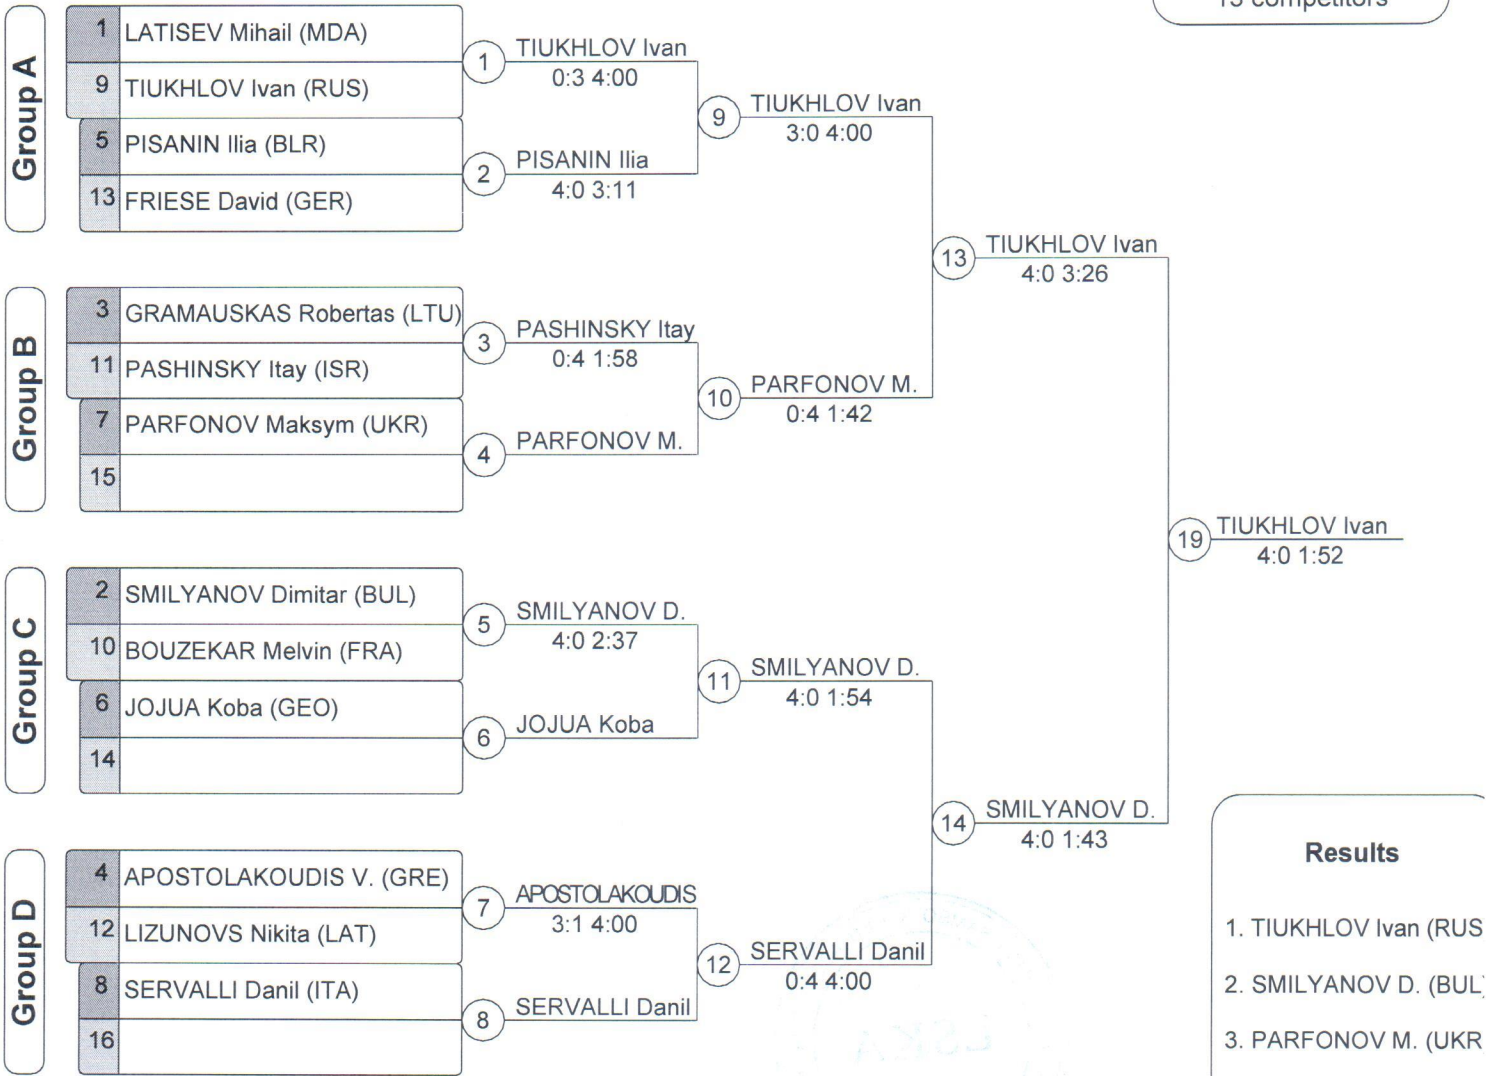 13 competitors
Group A
1 LATISEV Mihail (MDA)
9 TIUKHLOV Ivan (RUS)
5 PISANIN Ilia (BLR)
13 FRIESE David (GER)
1 TIUKHLOV Ivan
0:3 4:00
2 PISANIN Ilia
4:0 3:11
9 TIUKHLOV Ivan
3:0 4:00
13 TIUKHLOV Ivan
4:0 3:26
Group B
3 GRAMAUSKAS Robertas (LTU)
11 PASHINSKY Itay (ISR)
7 PARFONOV Maksym (UKR)
15
3 PASHINSKY Itay
0:4 1:58
4 PARFONOV M.
10 PARFONOV M.
0:4 1:42
19 TIUKHLOV Ivan
4:0 1:52
Group C
2 SMILYANOV Dimitar (BUL)
10 BOUZEKAR Melvin (FRA)
6 JOJUA Koba (GEO)
14
5 SMILYANOV D.
4:0 2:37
6 JOJUA Koba
11 SMILYANOV D.
4:0 1:54
14 SMILYANOV D.
4:0 1:43
Group D
4 APOSTOLAKOUDIS V. (GRE)
12 LIZUNOVS Nikita (LAT)
8 SERVALLI Danil (ITA)
16
7 APOSTOLAKOUDIS
3:1 4:00
8 SERVALLI Danil
12 SERVALLI Danil
0:4 4:00
Results
1. TIUKHLOV Ivan (RUS
2. SMILYANOV D. (BUL)
3. PARFONOV M. (UKR